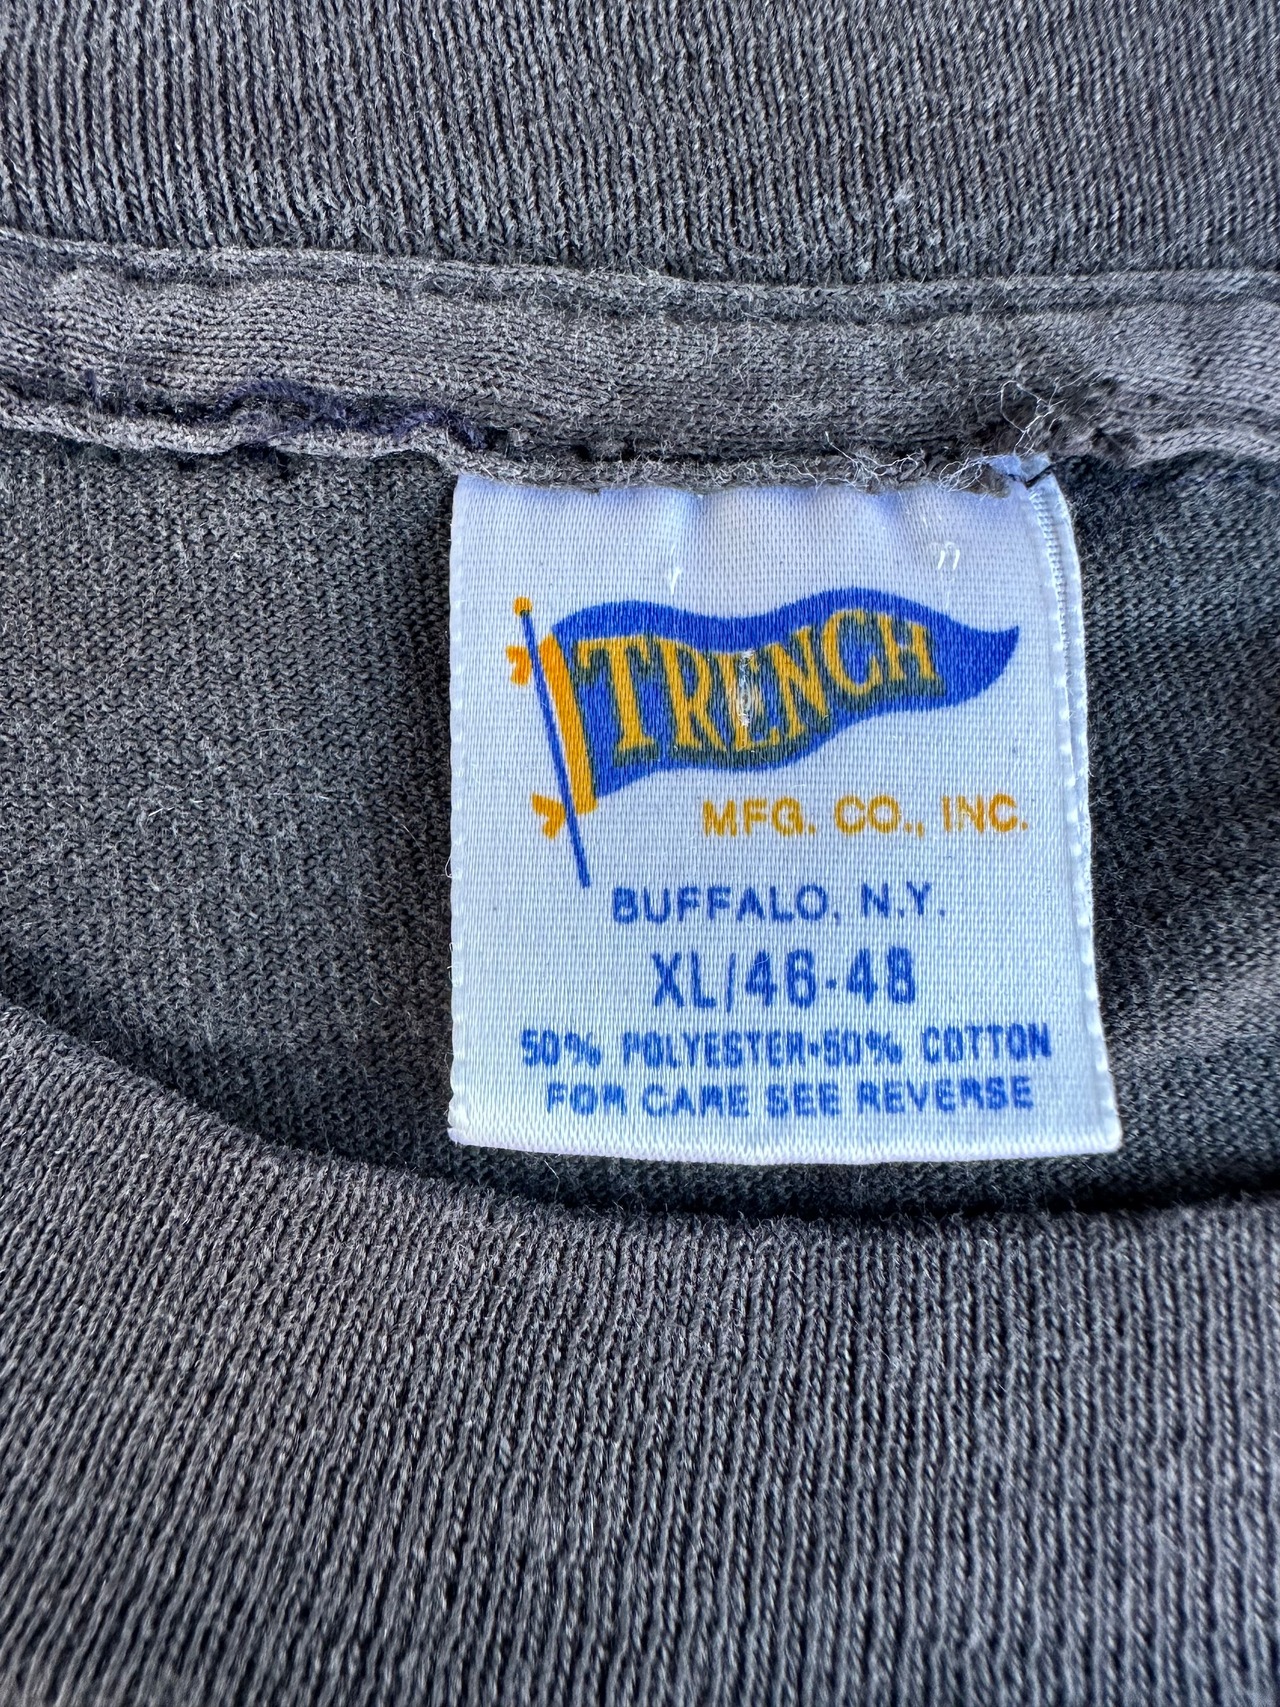 TRENCH
MFG. CO., INC.
BUFFALO, N.Y.
XL/46-48
50% POLYESTER-50% COTTON
FOR CARE SEE REVERSE